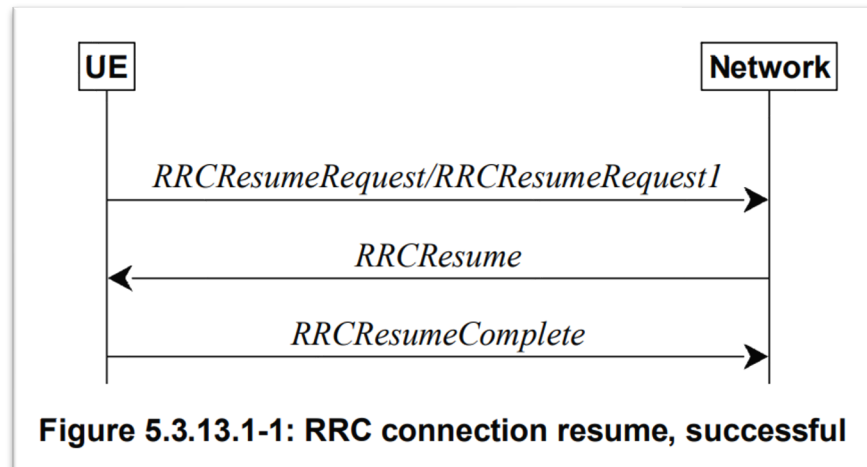 UE
Network
RRCResumeRequest/RRCResumeRequest1
RRCResume
RRCResumeComplete
Figure 5.3.13.1-1: RRC connection resume, successful